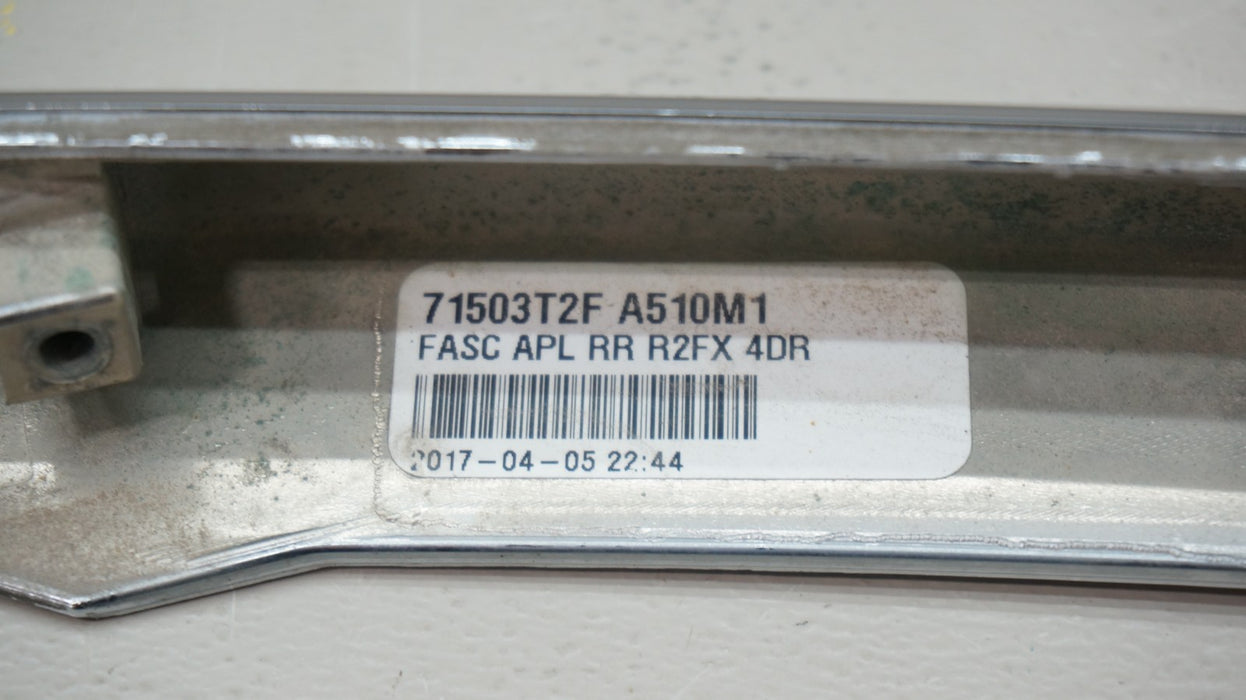 71503T2F A510M1
FASC APL RR R2FX 4DR
2017-04-05 22:44